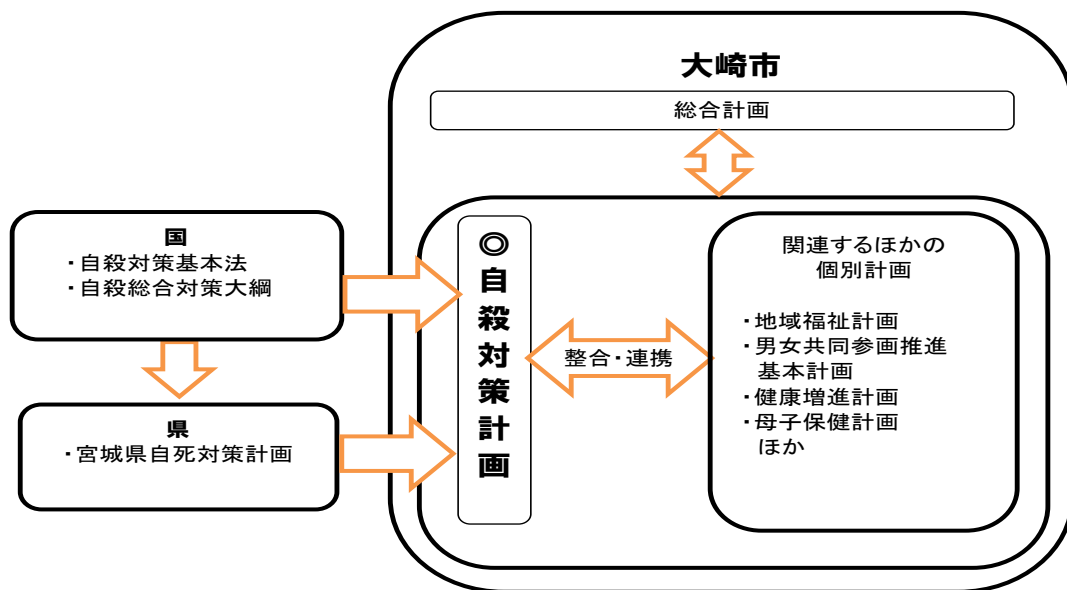 大崎市
総合計画
国
・自殺対策基本法
・自殺総合対策大綱
県
・宮城県自死対策計画
◎自殺対策計画
整合・連携
関連するほかの
個別計画
・地域福祉計画
・男女共同参画推進
基本計画
・健康増進計画
・母子保健計画
ほか